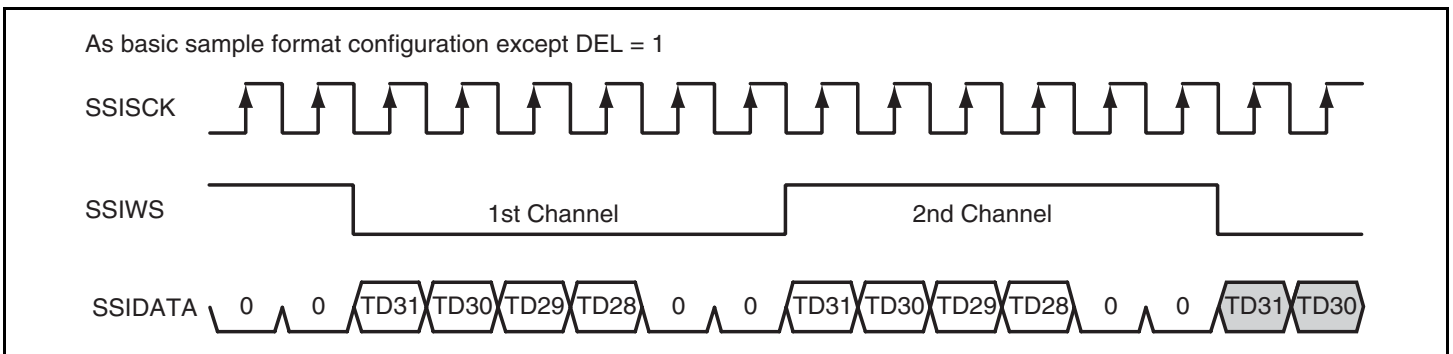 As basic sample format configuration except DEL = 1
SSISCK
SSIWS 1st Channel 2nd Channel
SSIDATA 0 0 TD31 TD30 TD29 TD28 0 0 TD31 TD30 TD29 TD28 0 0 TD31 TD30